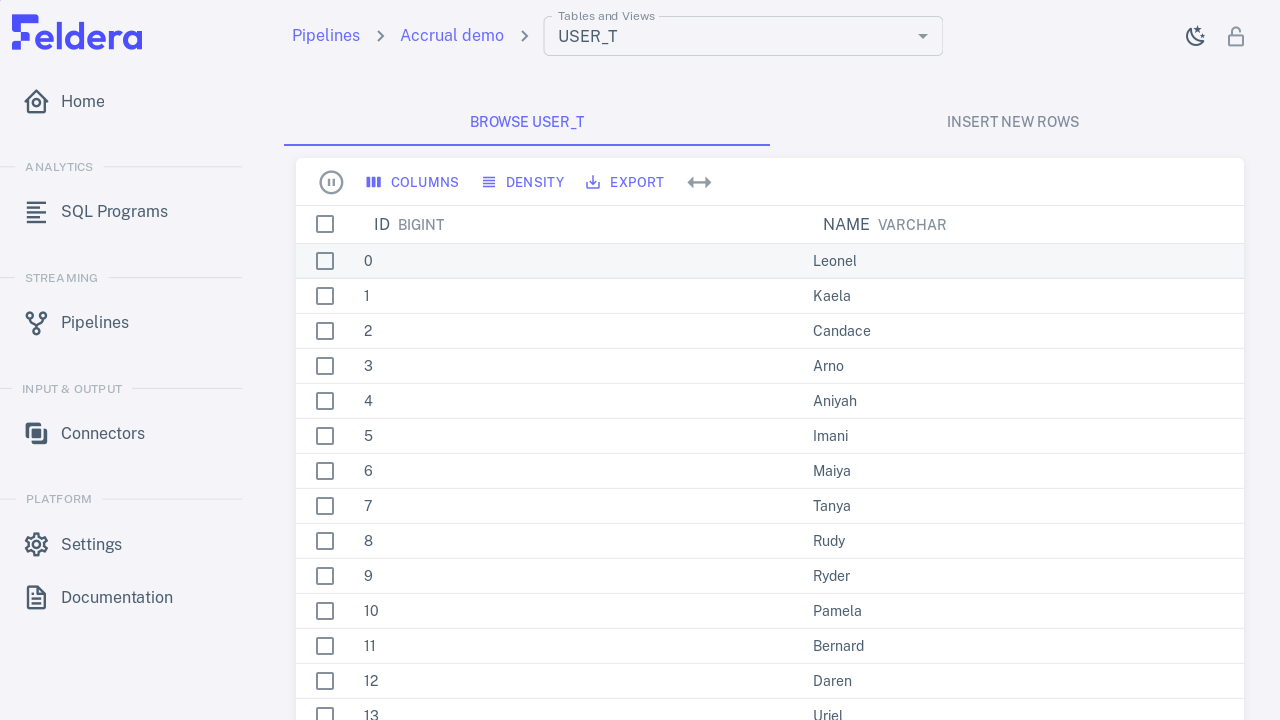 Feldera
Pipelines
Accrual demo
Tables and Views
USER_T
Home
ANALYTICS
SQL Programs
STREAMING
Pipelines
INPUT & OUTPUT
Connectors
PLATFORM
Settings
Documentation
BROWSE USER_T
INSERT NEW ROWS
COLUMNS DENSITY EXPORT
ID BIGINT NAME VARCHAR
0 Leonel
1 Kaela
2 Candace
3 Arno
4 Aniyah
5 Imani
6 Maiya
7 Tanya
8 Rudy
9 Ryder
10 Pamela
11 Bernard
12 Daren
13 Uriel